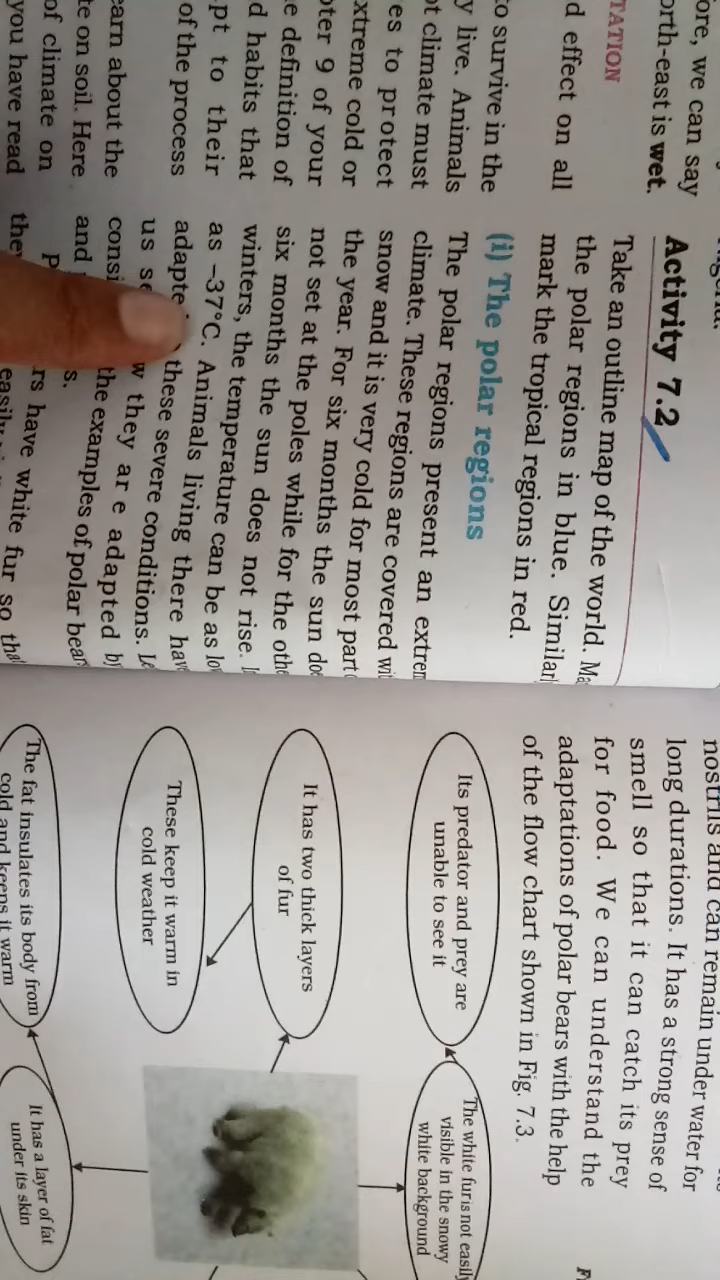 ore, we can say
orth-east is wet.
TATION
d effect on all
to survive in the
y live. Animals
ot climate must
es to protect
xtreme cold or
pter 9 of your
e definition of
d habits that
pt to their
of the process
earn about the
te on soil. Here
of climate on
you have read
Activity 7.2
Take an outline map of the world. Ma
the polar regions in blue. Similarl
mark the tropical regions in red.
(i) The polar regions
The polar regions present an extrem
climate. These regions are covered wi
snow and it is very cold for most part o
the year. For six months the sun do
not set at the poles while for the oth
six months the sun does not rise. I
winters, the temperature can be as lo
as –37°C. Animals living there hav
adapte these severe conditions. Le
us se w they ar e adapted by
consi the examples of polar bear
and s.
P rs have white fur so that
they easily
nostrils and can remain under water for
long durations. It has a strong sense of
smell so that it can catch its prey
for food. We can understand the
adaptations of polar bears with the help
of the flow chart shown in Fig. 7.3.
Its predator and prey are
unable to see it
The white fur is not easily
visible in the snowy
white background
It has two thick layers
of fur
These keep it warm in
cold weather
The fat insulates its body from
cold and keeps it warm
It has a layer of fat
under its skin